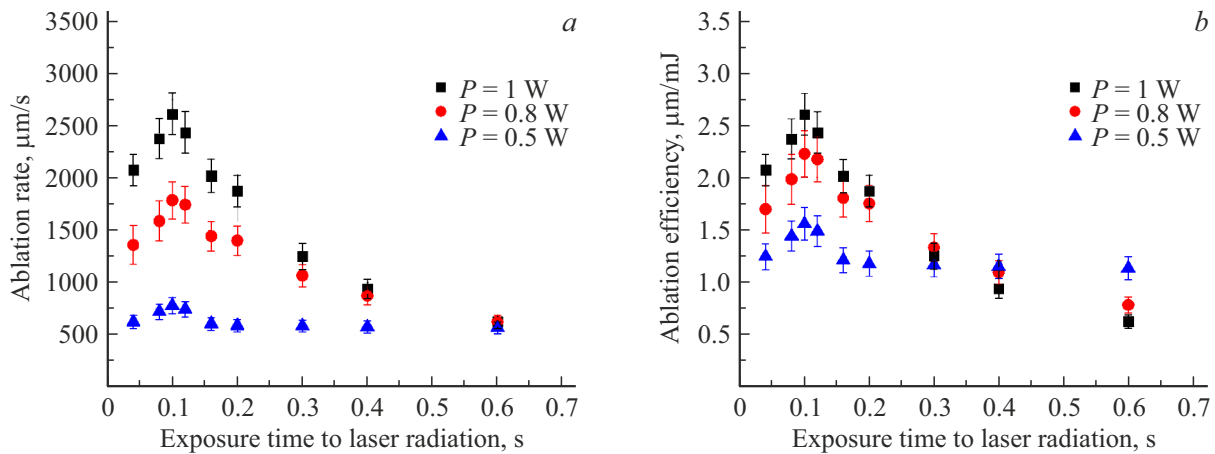 a
Ablation rate, μm/s
3500
3000
2500
2000
1500
1000
500
P = 1 W
P = 0.8 W
P = 0.5 W
0 0.1 0.2 0.3 0.4 0.5 0.6 0.7
Exposure time to laser radiation, s
b
Ablation efficiency, μm/mJ
3.5
3.0
2.5
2.0
1.5
1.0
0.5
P = 1 W
P = 0.8 W
P = 0.5 W
0 0.1 0.2 0.3 0.4 0.5 0.6 0.7
Exposure time to laser radiation, s